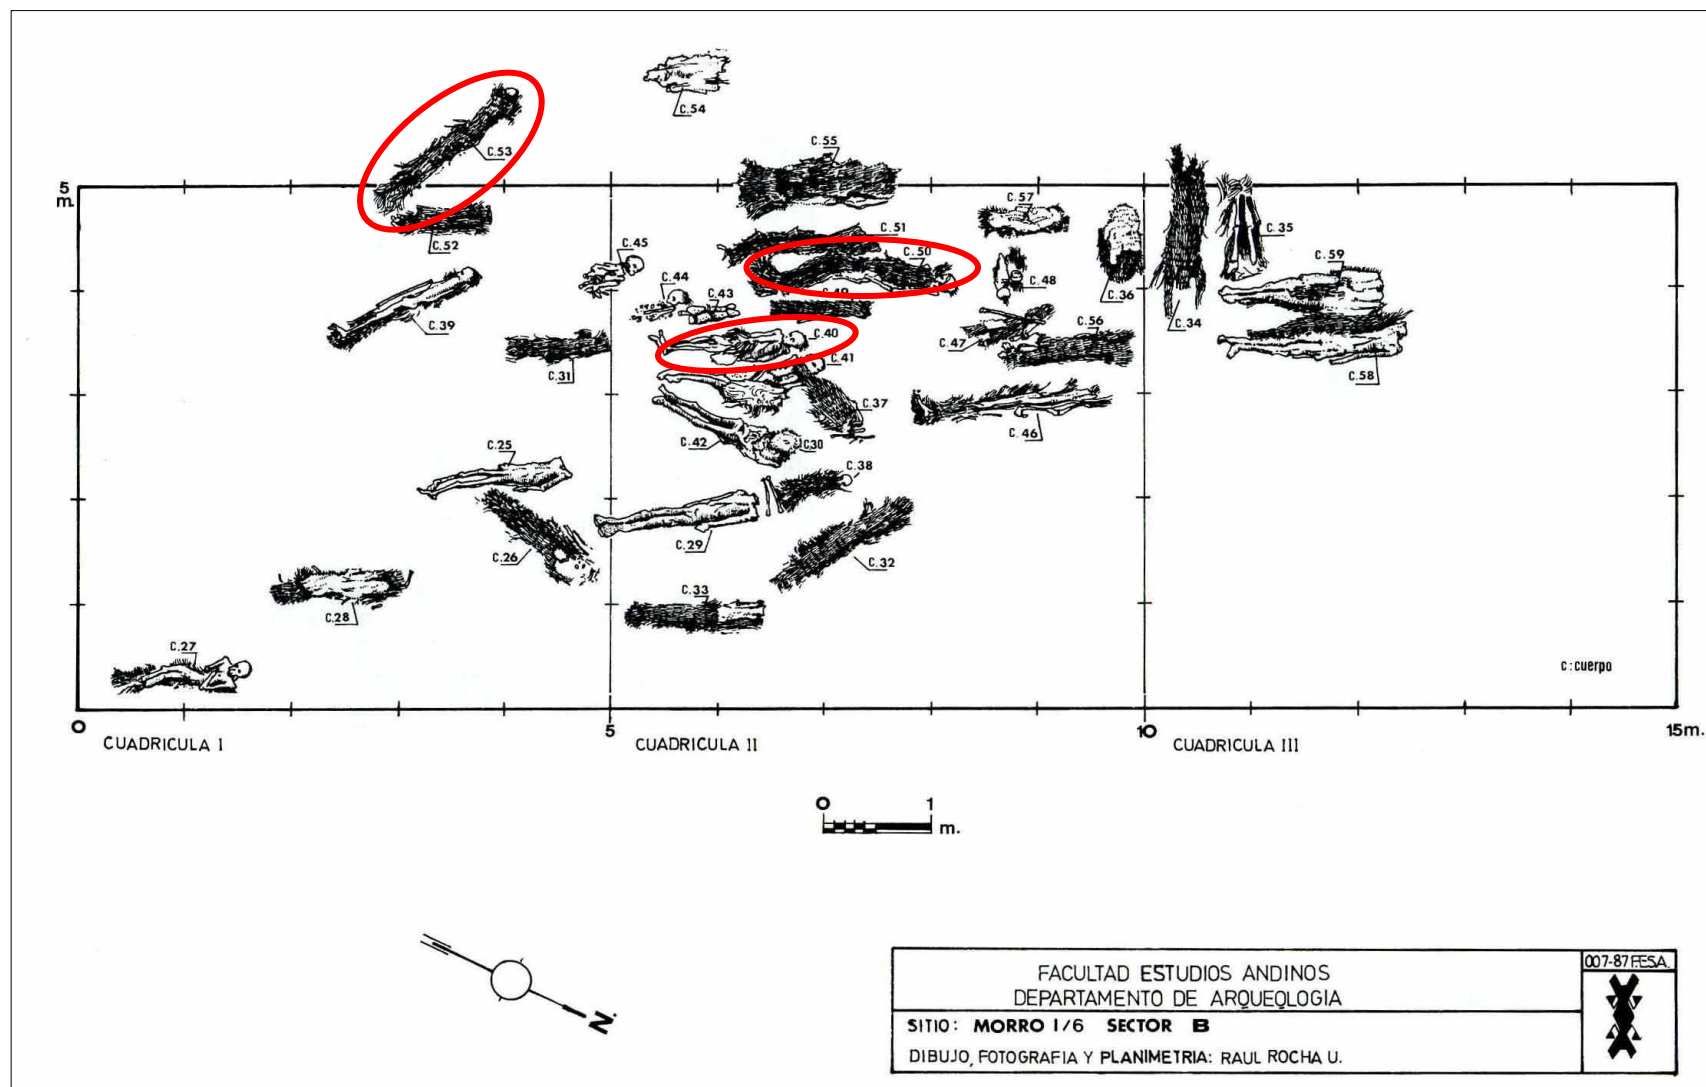 C.54
C.53
C.55
5
m.
C.57
C.52
C.51
C.35
C.45
C.50
C.59
C.44
C.48
C.43
C.36
C.49
C.34
C.39
C.40
C.47
C.56
C.31
C.41
C.58
C.37
C.46
C.42
C.30
C.25
C.38
C.26
C.29
C.32
C.33
C.28
C.27
c:cuerpo
0
5
10
15m.
CUADRICULA I
CUADRICULA II
CUADRICULA III
0 1
m.
N.
FACULTAD ESTUDIOS ANDINOS
DEPARTAMENTO DE ARQUEOLOGIA
007-87 F.E.S.A.
SITIO: MORRO 1/6 SECTOR B
DIBUJO, FOTOGRAFIA Y PLANIMETRIA: RAUL ROCHA U.